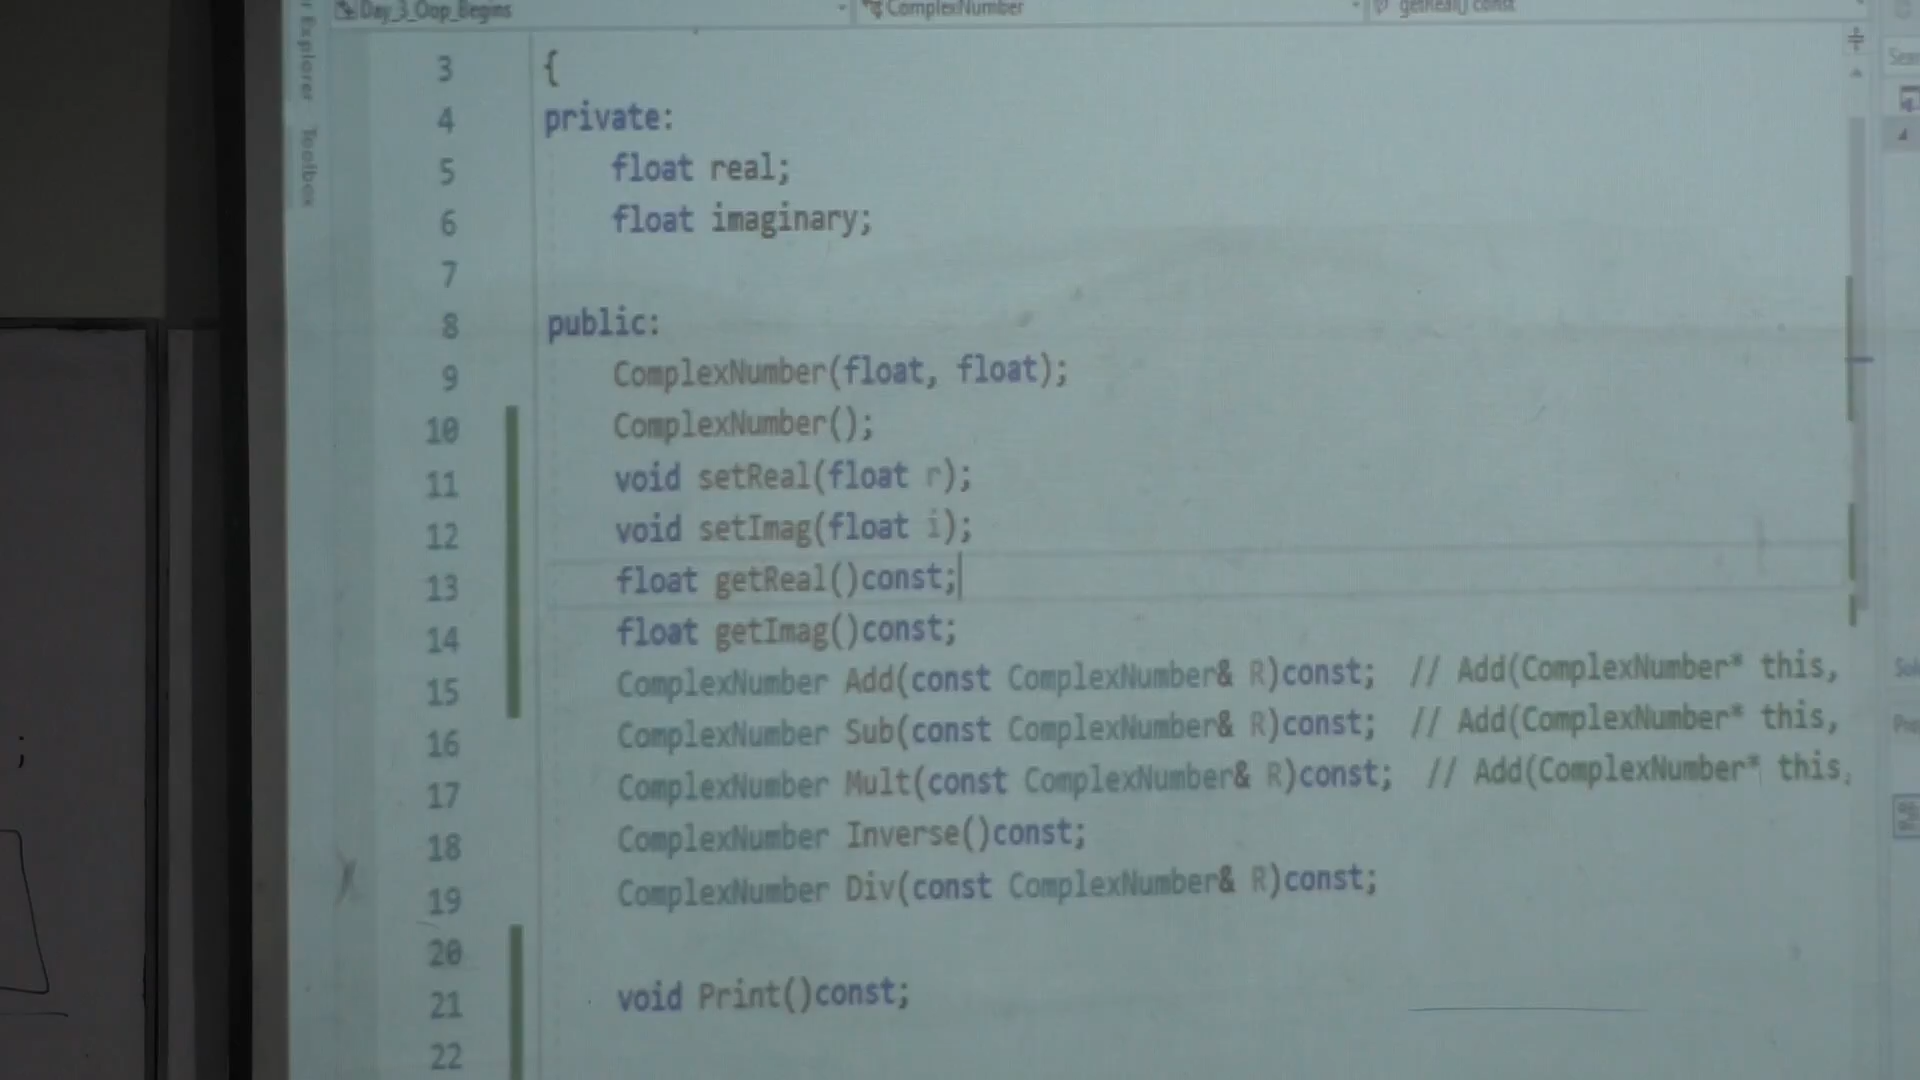 Day_3_Oop_Begins ComplexNumber getReal() const
Explorer
Toolbox
3 {
4 private:
5 float real;
6 float imaginary;
7
8 public:
9 ComplexNumber(float, float);
10 ComplexNumber();
11 void setReal(float r);
12 void setImag(float i);
13 float getReal()const;
14 float getImag()const;
15 ComplexNumber Add(const ComplexNumber& R)const; // Add(ComplexNumber* this,
16 ComplexNumber Sub(const ComplexNumber& R)const; // Add(ComplexNumber* this,
17 ComplexNumber Mult(const ComplexNumber& R)const; // Add(ComplexNumber* this,
18 ComplexNumber Inverse()const;
19 ComplexNumber Div(const ComplexNumber& R)const;
20
21 void Print()const;
22
;